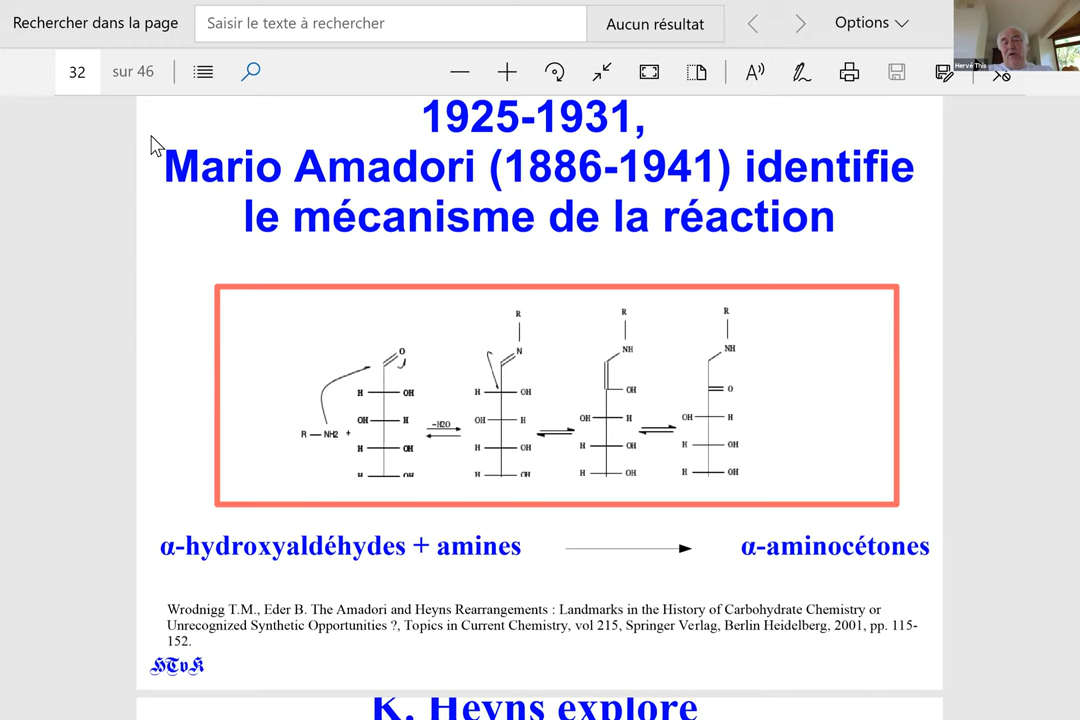 Rechercher dans la page
Saisir le texte à rechercher
Aucun résultat
Options
Hervé This
32 sur 46
1925-1931,
Mario Amadori (1886-1941) identifie
le mécanisme de la réaction
R R R
O N NH NH
H OH H OH OH O
OH H OH H OH H OH H
R — NH2 + -H2O
H OH H OH H OH H OH
H OH H OH H OH H OH
α-hydroxyaldéhydes + amines α-aminocétones
Wrodnigg T.M., Eder B. The Amadori and Heyns Rearrangements : Landmarks in the History of Carbohydrate Chemistry or
Unrecognized Synthetic Opportunities ?, Topics in Current Chemistry, vol 215, Springer Verlag, Berlin Heidelberg, 2001, pp. 115-
152.
HTvK
K. Heyns explore